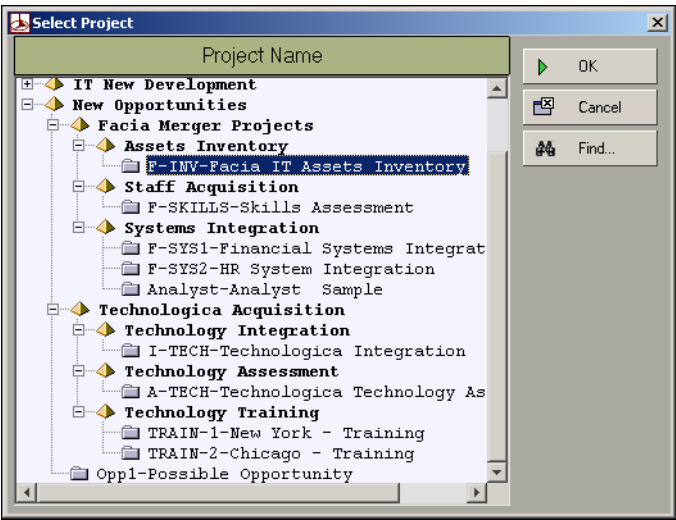 Select Project
Project Name
IT New Development
New Opportunities
Facia Merger Projects
Assets Inventory
F-INV-Facia IT Assets Inventory
Staff Acquisition
F-SKILLS-Skills Assessment
Systems Integration
F-SYS1-Financial Systems Integrat
F-SYS2-HR System Integration
Analyst-Analyst  Sample
Technologica Acquisition
Technology Integration
I-TECH-Technologica Integration
Technology Assessment
A-TECH-Technologica Technology As
Technology Training
TRAIN-1-New York - Training
TRAIN-2-Chicago - Training
Opp1-Possible Opportunity
OK
Cancel
Find...